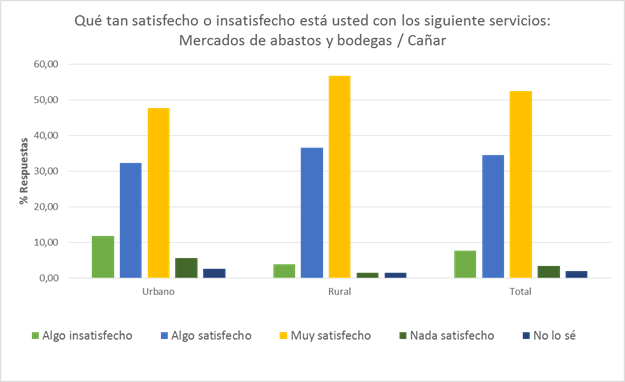 Qué tan satisfecho o insatisfecho está usted con los siguiente servicios:
Mercados de abastos y bodegas / Cañar
60,00
50,00
40,00
30,00
20,00
10,00
0,00
% Respuestas
Urbano
Rural
Total
Algo insatisfecho
Algo satisfecho
Muy satisfecho
Nada satisfecho
No lo sé